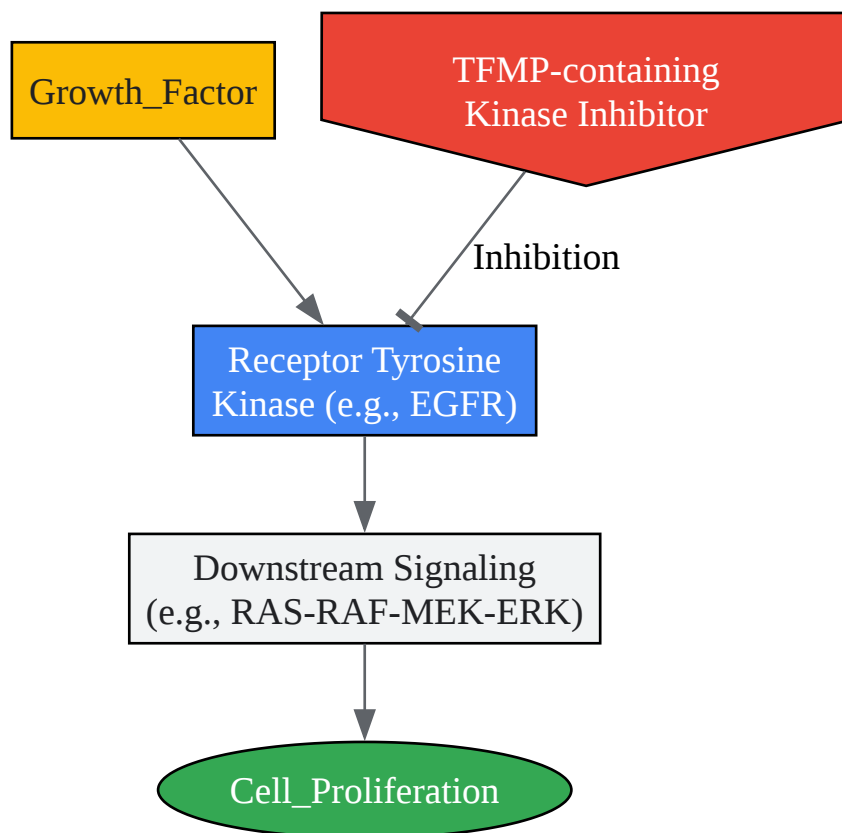 Growth_Factor
TFMP-containing
Kinase Inhibitor
Inhibition
Receptor Tyrosine
Kinase (e.g., EGFR)
Downstream Signaling
(e.g., RAS-RAF-MEK-ERK)
Cell_Proliferation